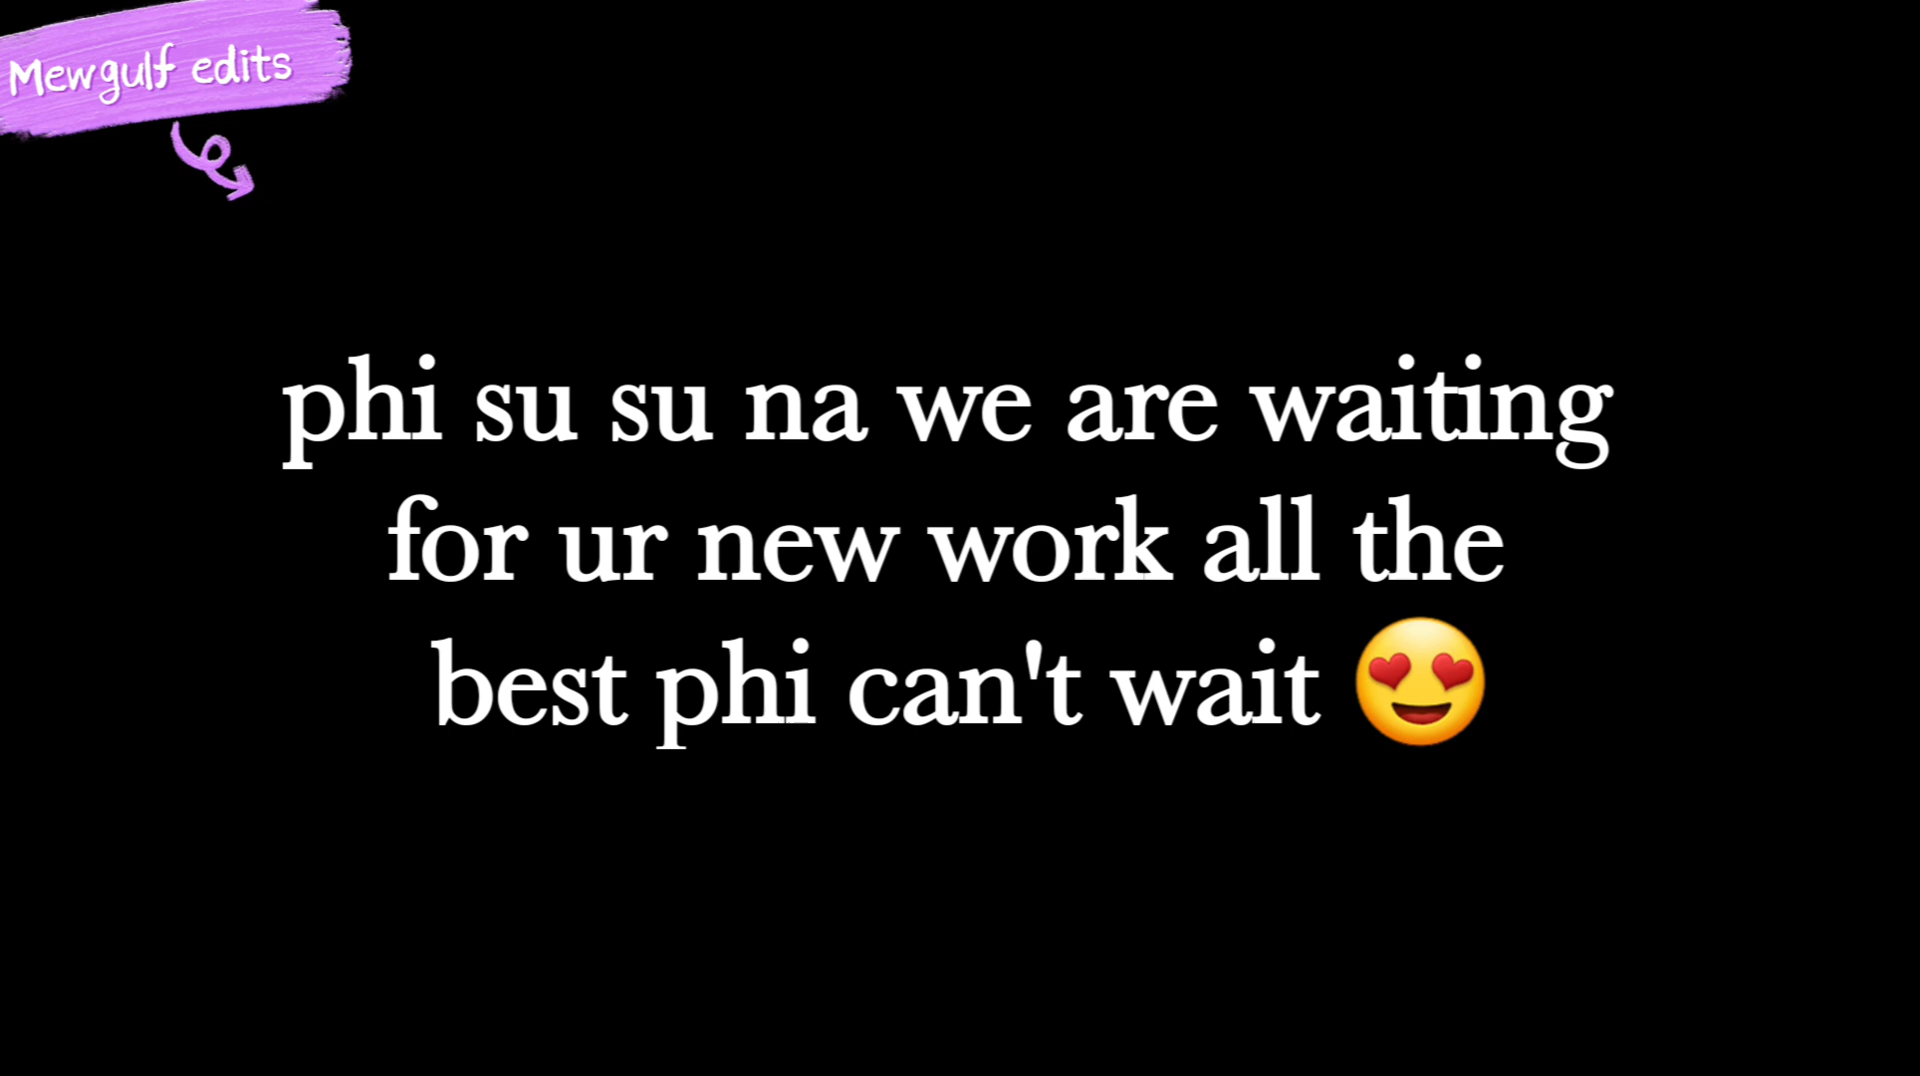 Mewgulf edits
phi su su na we are waiting
for ur new work all the
best phi can't wait 😍